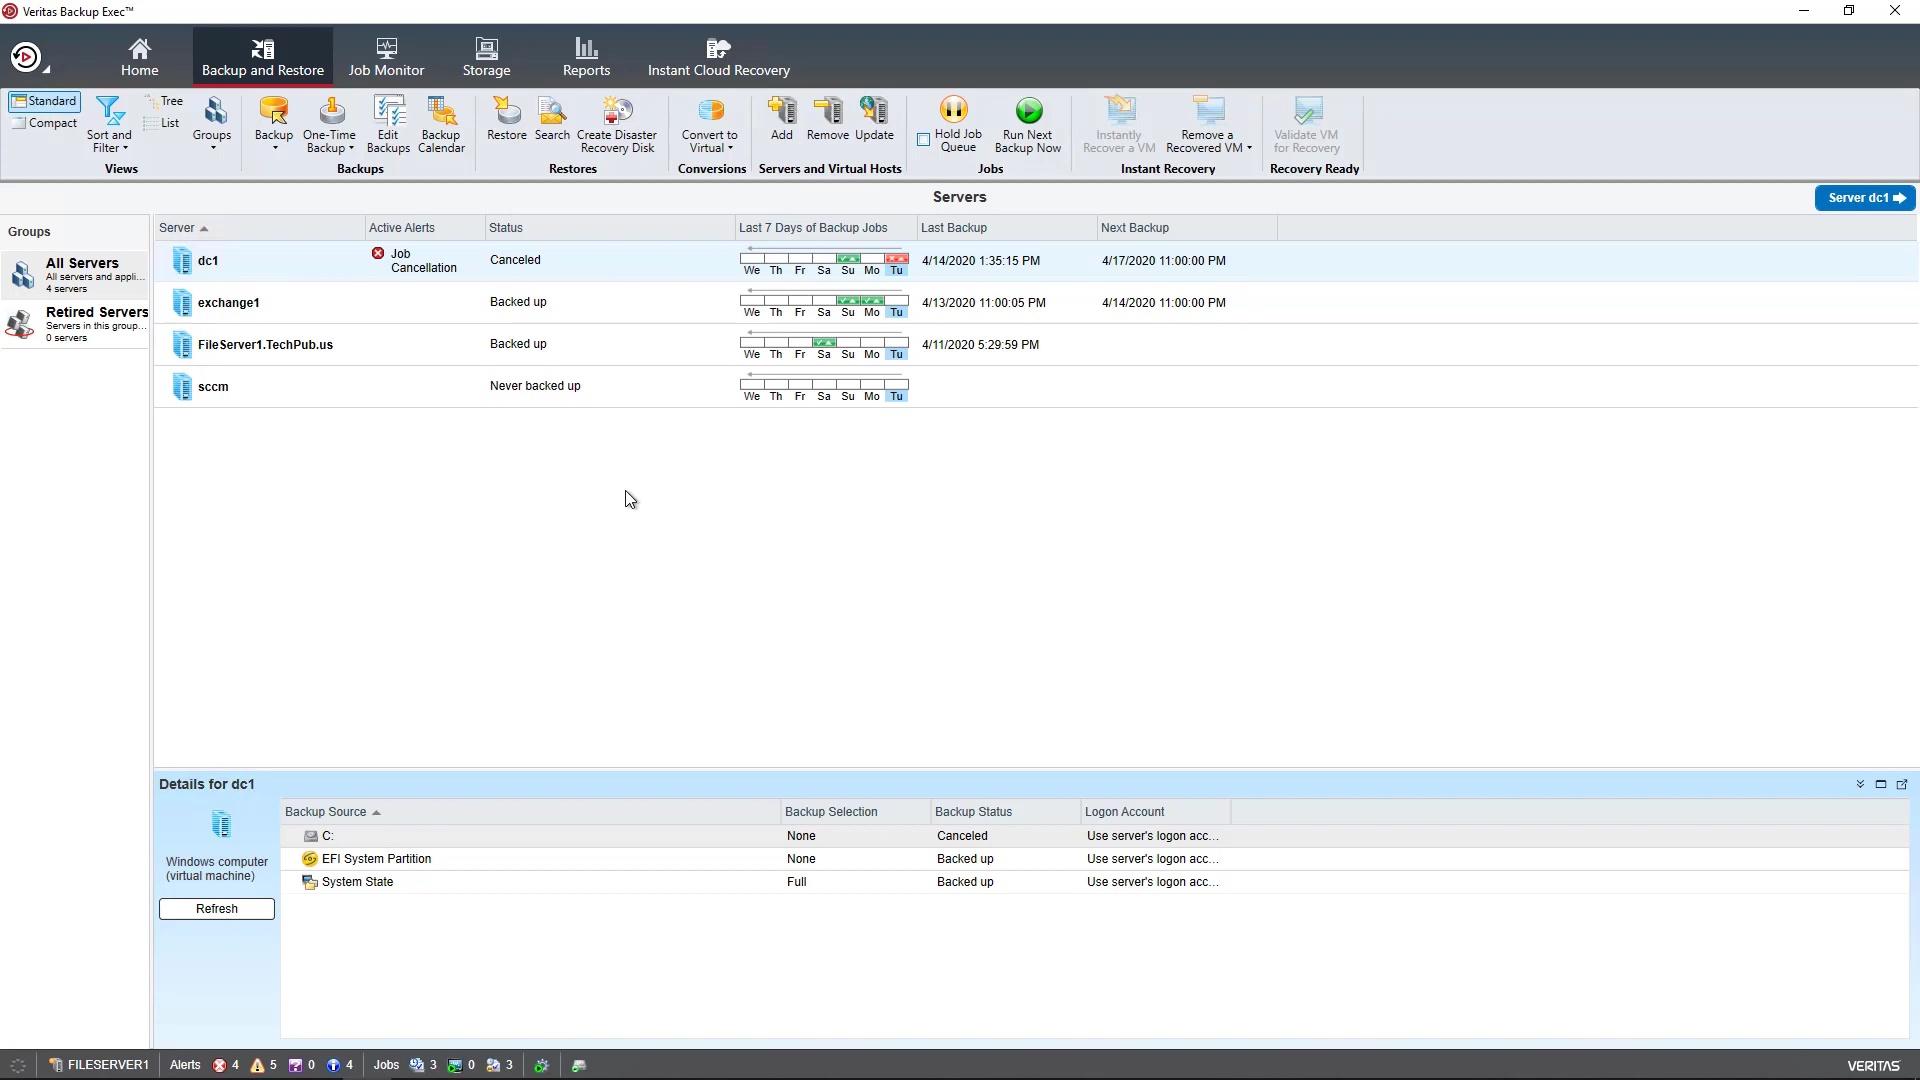 Veritas Backup Exec™
Home
Backup and Restore
Job Monitor
Storage
Reports
Instant Cloud Recovery
Standard
Compact
Sort and
Filter
Tree
List
Groups
Views
Backup
One-Time
Backup
Edit
Backups
Backup
Calendar
Backups
Restore
Search
Create Disaster
Recovery Disk
Restores
Convert to
Virtual
Conversions
Add
Remove
Update
Servers and Virtual Hosts
Hold Job
Queue
Run Next
Backup Now
Jobs
Instantly
Recover a VM
Remove a
Recovered VM
Instant Recovery
Validate VM
for Recovery
Recovery Ready
Servers
Server dc1
Groups
All Servers
All servers and appli...
4 servers
Retired Servers
Servers in this group...
0 servers
Server Active Alerts Status Last 7 Days of Backup Jobs Last Backup Next Backup
dc1 Job Cancellation Canceled We Th Fr Sa Su Mo Tu 4/14/2020 1:35:15 PM 4/17/2020 11:00:00 PM
exchange1 Backed up We Th Fr Sa Su Mo Tu 4/13/2020 11:00:05 PM 4/14/2020 11:00:00 PM
FileServer1.TechPub.us Backed up We Th Fr Sa Su Mo Tu 4/11/2020 5:29:59 PM
sccm Never backed up We Th Fr Sa Su Mo Tu
Details for dc1
Windows computer
(virtual machine)
Refresh
Backup Source Backup Selection Backup Status Logon Account
C: None Canceled Use server's logon acc...
EFI System Partition None Backed up Use server's logon acc...
System State Full Backed up Use server's logon acc...
FILESERVER1 Alerts 4 5 0 4 Jobs 3 0 3
VERITAS